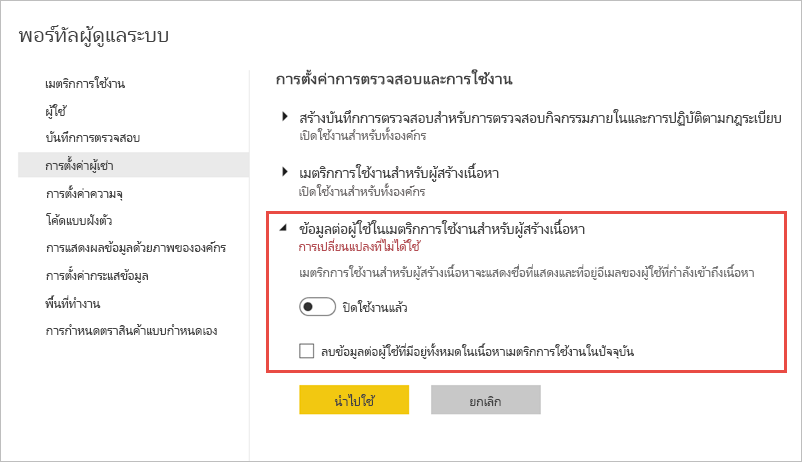 พอร์ทัลผู้ดูแลระบบ
เมตริกการใช้งาน
ผู้ใช้
บันทึกการตรวจสอบ
การตั้งค่าผู้เช่า
การตั้งค่าความจุ
โค้ดแบบฝังตัว
การแสดงผลข้อมูลด้วยภาพขององค์กร
การตั้งค่ากระแสข้อมูล
พื้นที่ทำงาน
การกำหนดตราสินค้าแบบกำหนดเอง
การตั้งค่าการตรวจสอบและการใช้งาน
สร้างบันทึกการตรวจสอบสำหรับการตรวจสอบกิจกรรมภายในและการปฏิบัติตามกฎระเบียบ
เปิดใช้งานสำหรับทั้งองค์กร
เมตริกการใช้งานสำหรับผู้สร้างเนื้อหา
เปิดใช้งานสำหรับทั้งองค์กร
ข้อมูลต่อผู้ใช้ในเมตริกการใช้งานสำหรับผู้สร้างเนื้อหา
การเปลี่ยนแปลงที่ไม่ได้ใช้
เมตริกการใช้งานสำหรับผู้สร้างเนื้อหาจะแสดงชื่อที่แสดงและที่อยู่อีเมลของผู้ใช้ที่กำลังเข้าถึงเนื้อหา
ปิดใช้งานแล้ว
ลบข้อมูลต่อผู้ใช้ที่มีอยู่ทั้งหมดในเนื้อหาเมตริกการใช้งานในปัจจุบัน
นำไปใช้
ยกเลิก